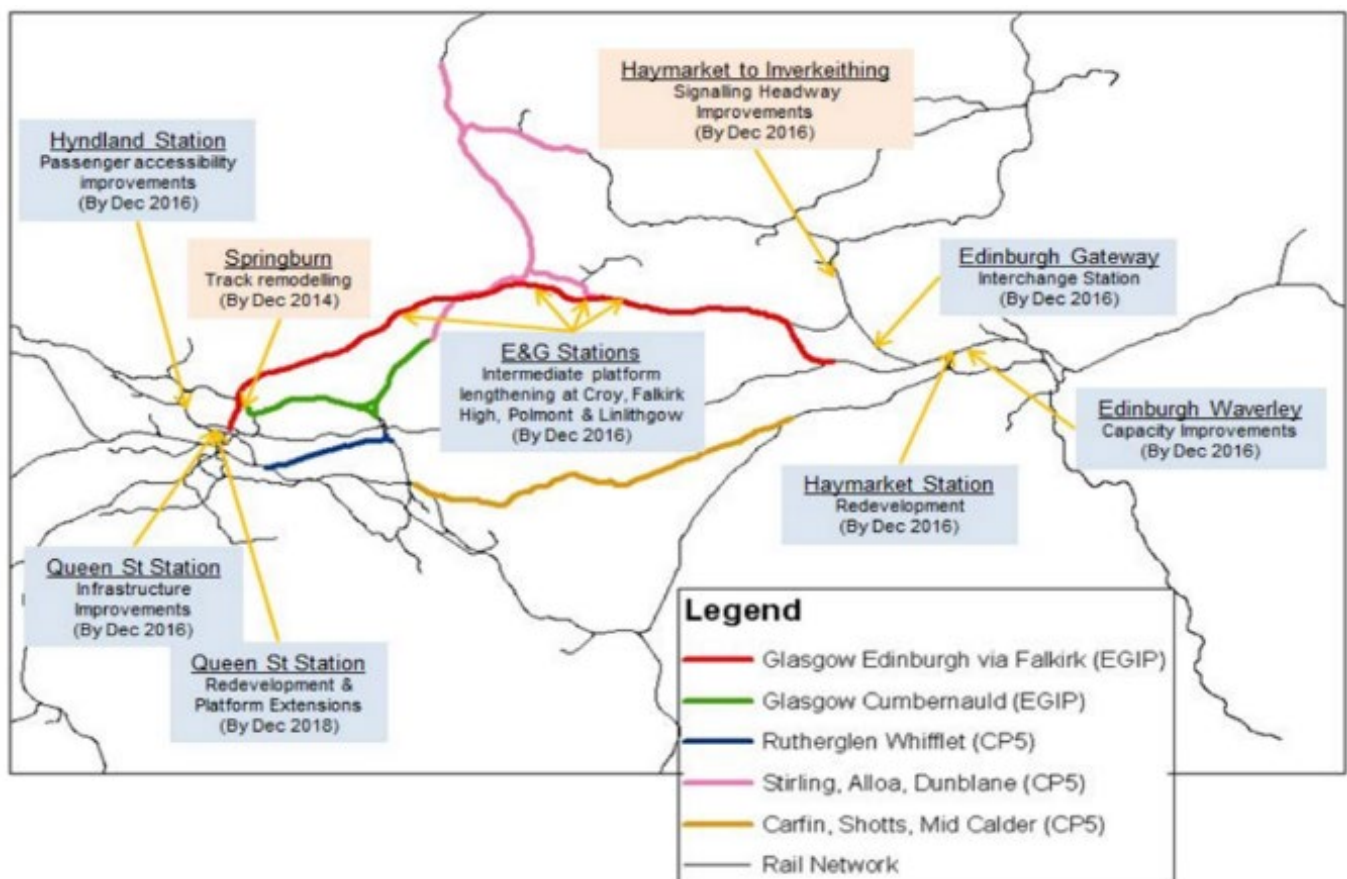 Haymarket to Inverkeithing
Signalling Headway
Improvements
(By Dec 2016)
Hyndland Station
Passenger accessibility
improvements
(By Dec 2016)
Springburn
Track remodelling
(By Dec 2014)
Edinburgh Gateway
Interchange Station
(By Dec 2016)
E&G Stations
Intermediate platform
lengthening at Croy, Falkirk
High, Polmont & Linlithgow
(By Dec 2016)
Edinburgh Waverley
Capacity Improvements
(By Dec 2016)
Haymarket Station
Redevelopment
(By Dec 2016)
Queen St Station
Infrastructure
Improvements
(By Dec 2016)
Queen St Station
Redevelopment &
Platform Extensions
(By Dec 2018)
Legend
Glasgow Edinburgh via Falkirk (EGIP)
Glasgow Cumbernauld (EGIP)
Rutherglen Whifflet (CP5)
Stirling, Alloa, Dunblane (CP5)
Carfin, Shotts, Mid Calder (CP5)
Rail Network